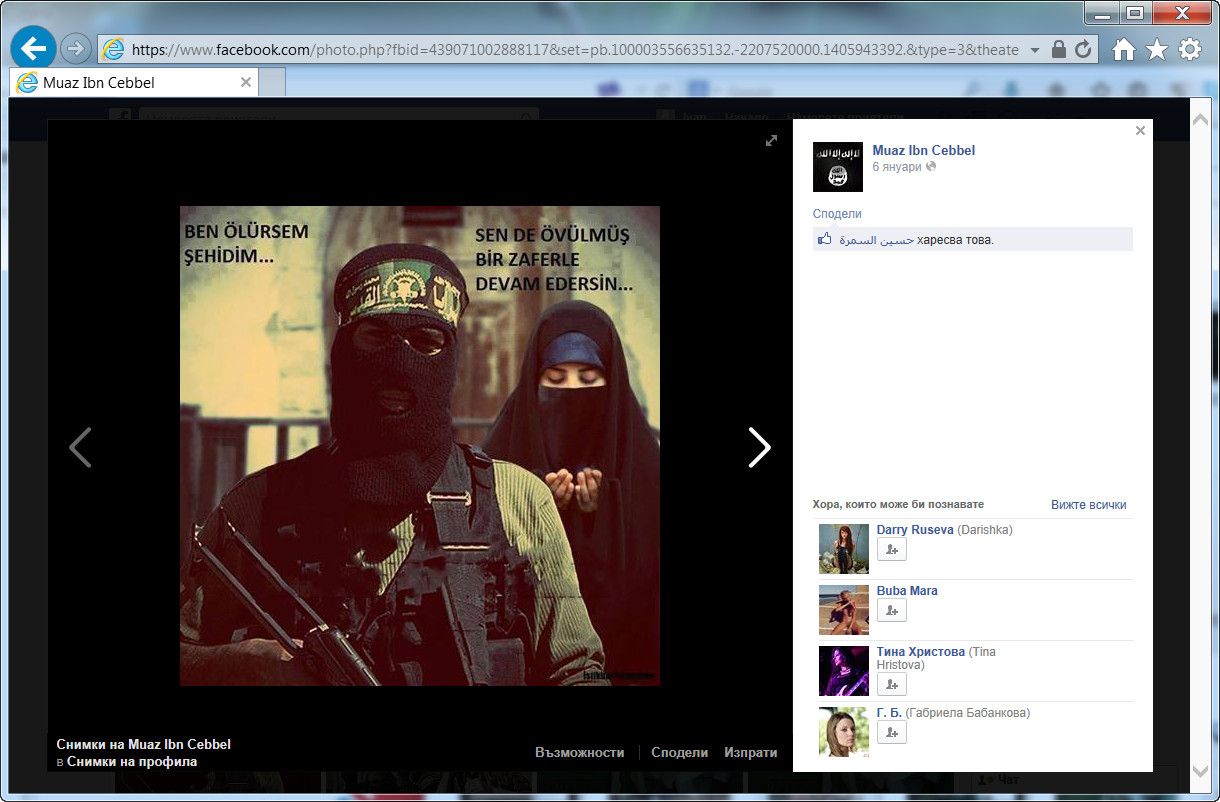 https://www.facebook.com/photo.php?fbid=439071002888117&set=pb.100003556635132.-2207520000.1405943392.&type=3&theate
Muaz Ibn Cebbel
BEN ÖLÜRSEM
ŞEHİDİM...
SEN DE ÖVÜLMÜŞ
BİR ZAFERLE
DEVAM EDERSİN...
Muaz Ibn Cebbel
6 януари
Сподели
حسين السمرة харесва това.
Хора, които може би познавате
Вижте всички
Darry Ruseva (Darishka)
Buba Mara
Тина Христова (Tina
Hristova)
Г. Б. (Габриела Бабанкова)
Снимки на Muaz Ibn Cebbel
в Снимки на профила
Възможности
Сподели
Изпрати
Чат